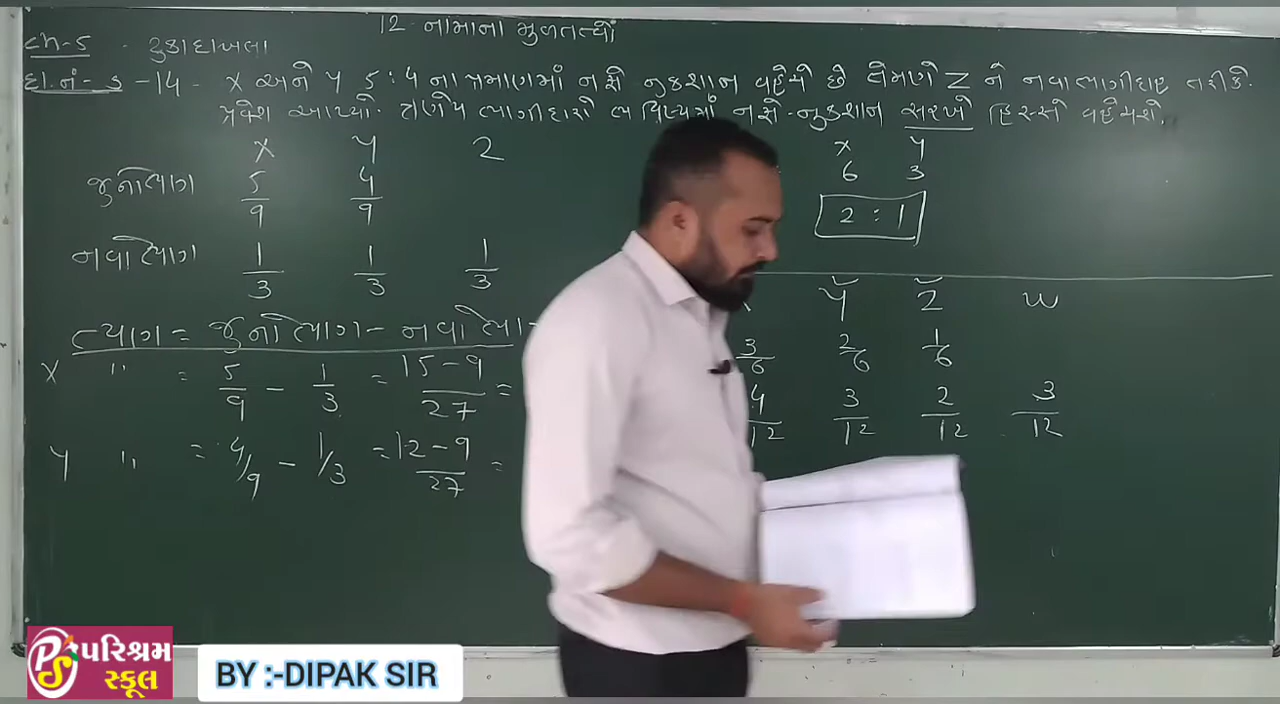 12- નામાના મુળતત્વો
Ch-5 - ટુકાદાખલા
દા.નં- ૩ -14 - X અને Y 5:4 ના પ્રમાણમાં નફો નુકશાન વહેંચે છે તેમણે Z ને નવા ભાગીદાર તરીકે
પ્રવેશ આપ્યો. ત્રણેય ભાગીદારો ભવિષ્યમાં નફો-નુકશાન સરખે હિસ્સે વહેંચશે.
X Y Z
જુનોભાગ 5/9 4/9
નવોભાગ 1/3 1/3 1/3
ત્યાગ = જુનોભાગ - નવો ભા
X " = 5/9 - 1/3 = 15-9/27 =
Y " = 4/9 - 1/3 = 12-9/27 =
X Y
6 3
2 : 1
Y Z W
3/6 2/6 1/6
4/12 3/12 2/12 3/12
PS પરિશ્રમ
સ્કૂલ
BY :-DIPAK SIR